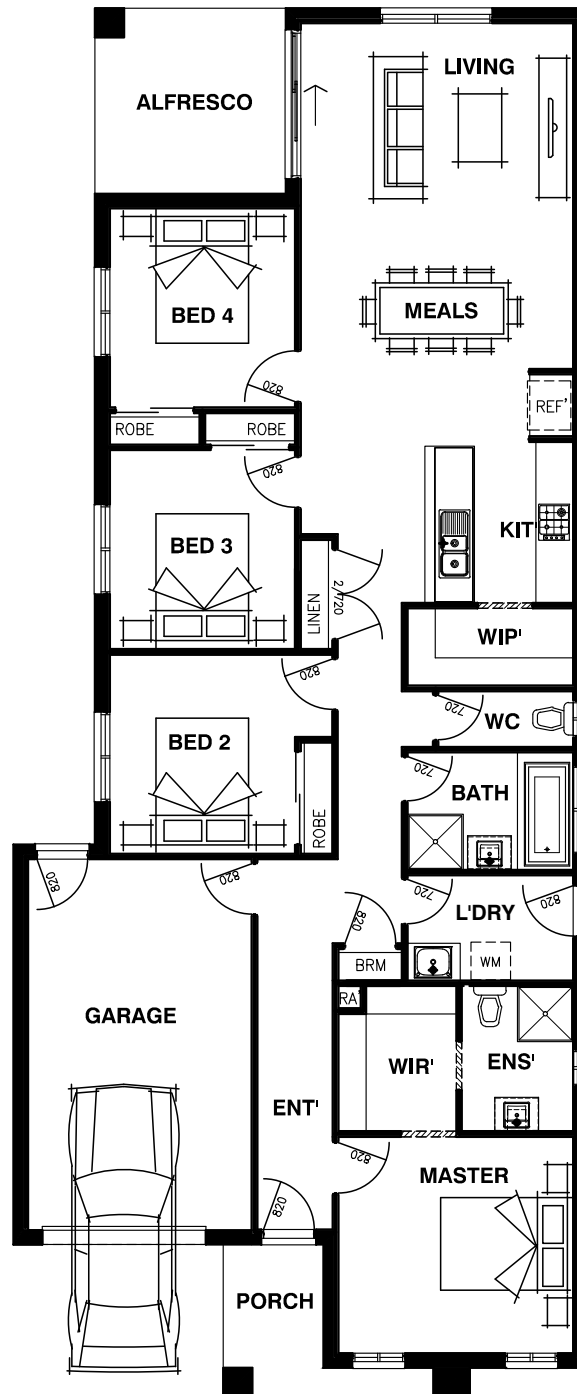 LIVING
ALFRESCO
MEALS
BED 4
820
REF'
ROBE
ROBE
820
KIT'
BED 3
2/720
LINEN
WIP'
820
720
WC
BED 2
720
BATH
ROBE
820
820
720
L'DRY
820
820
BRM
WM
RA'
GARAGE
WIR'
ENS'
ENT'
820
MASTER
820
PORCH